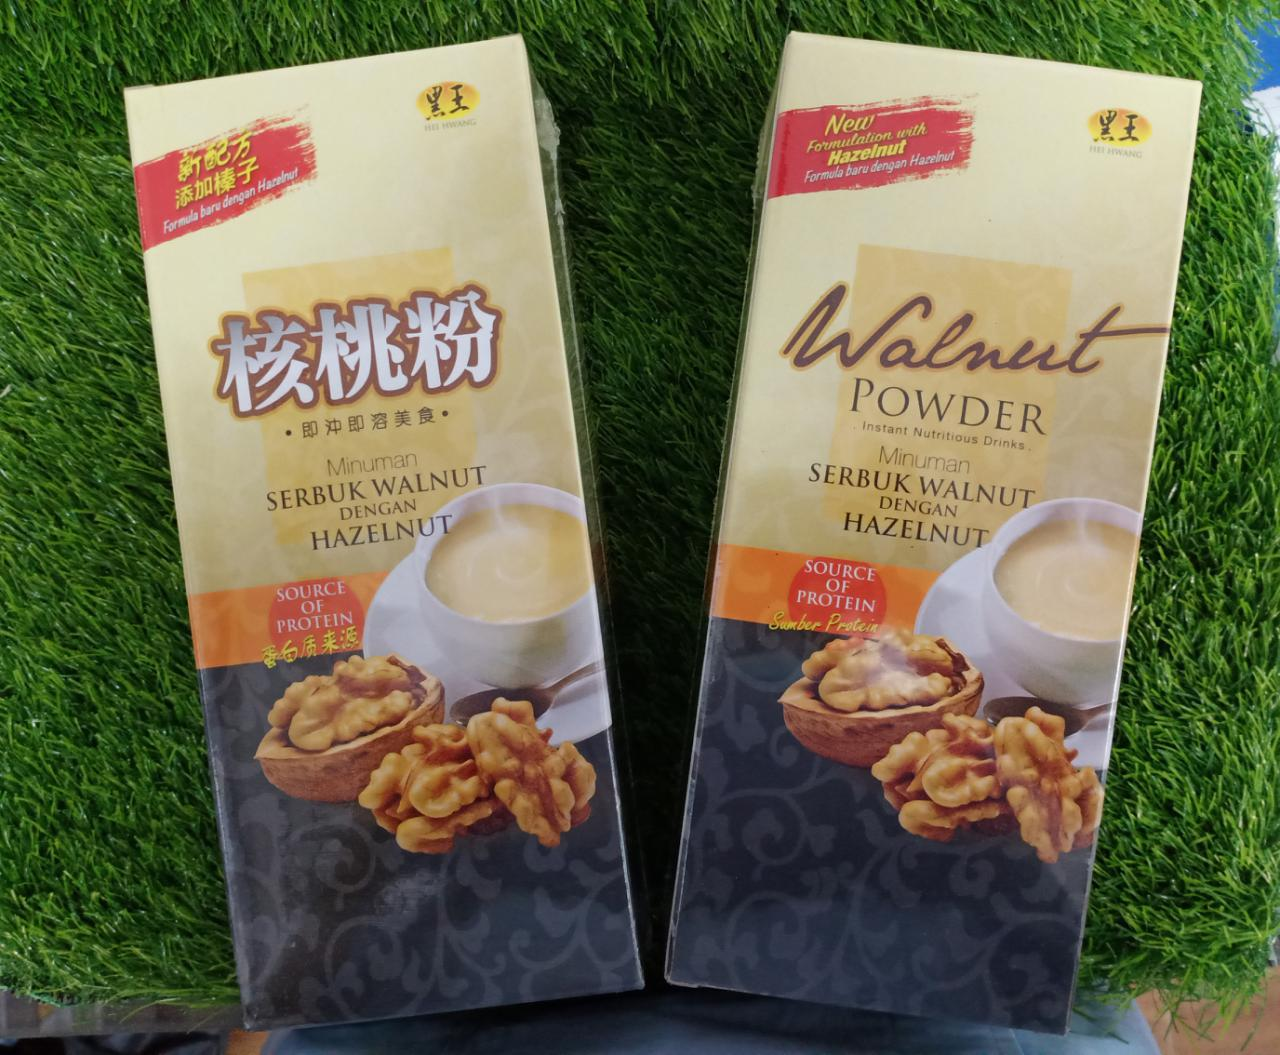 黑王
HEI HWANG
新配方
添加榛子
Formula baru dengan Hazelnut
核桃粉
• 即沖即溶美食 •
Minuman
SERBUK WALNUT
DENGAN
HAZELNUT
SOURCE
OF
PROTEIN
蛋白质来源
黑王
HEI HWANG
New
Formulation with
Hazelnut
Formula baru dengan Hazelnut
Walnut
POWDER
. Instant Nutritious Drinks .
Minuman
SERBUK WALNUT
DENGAN
HAZELNUT
SOURCE
OF
PROTEIN
Sumber Protein